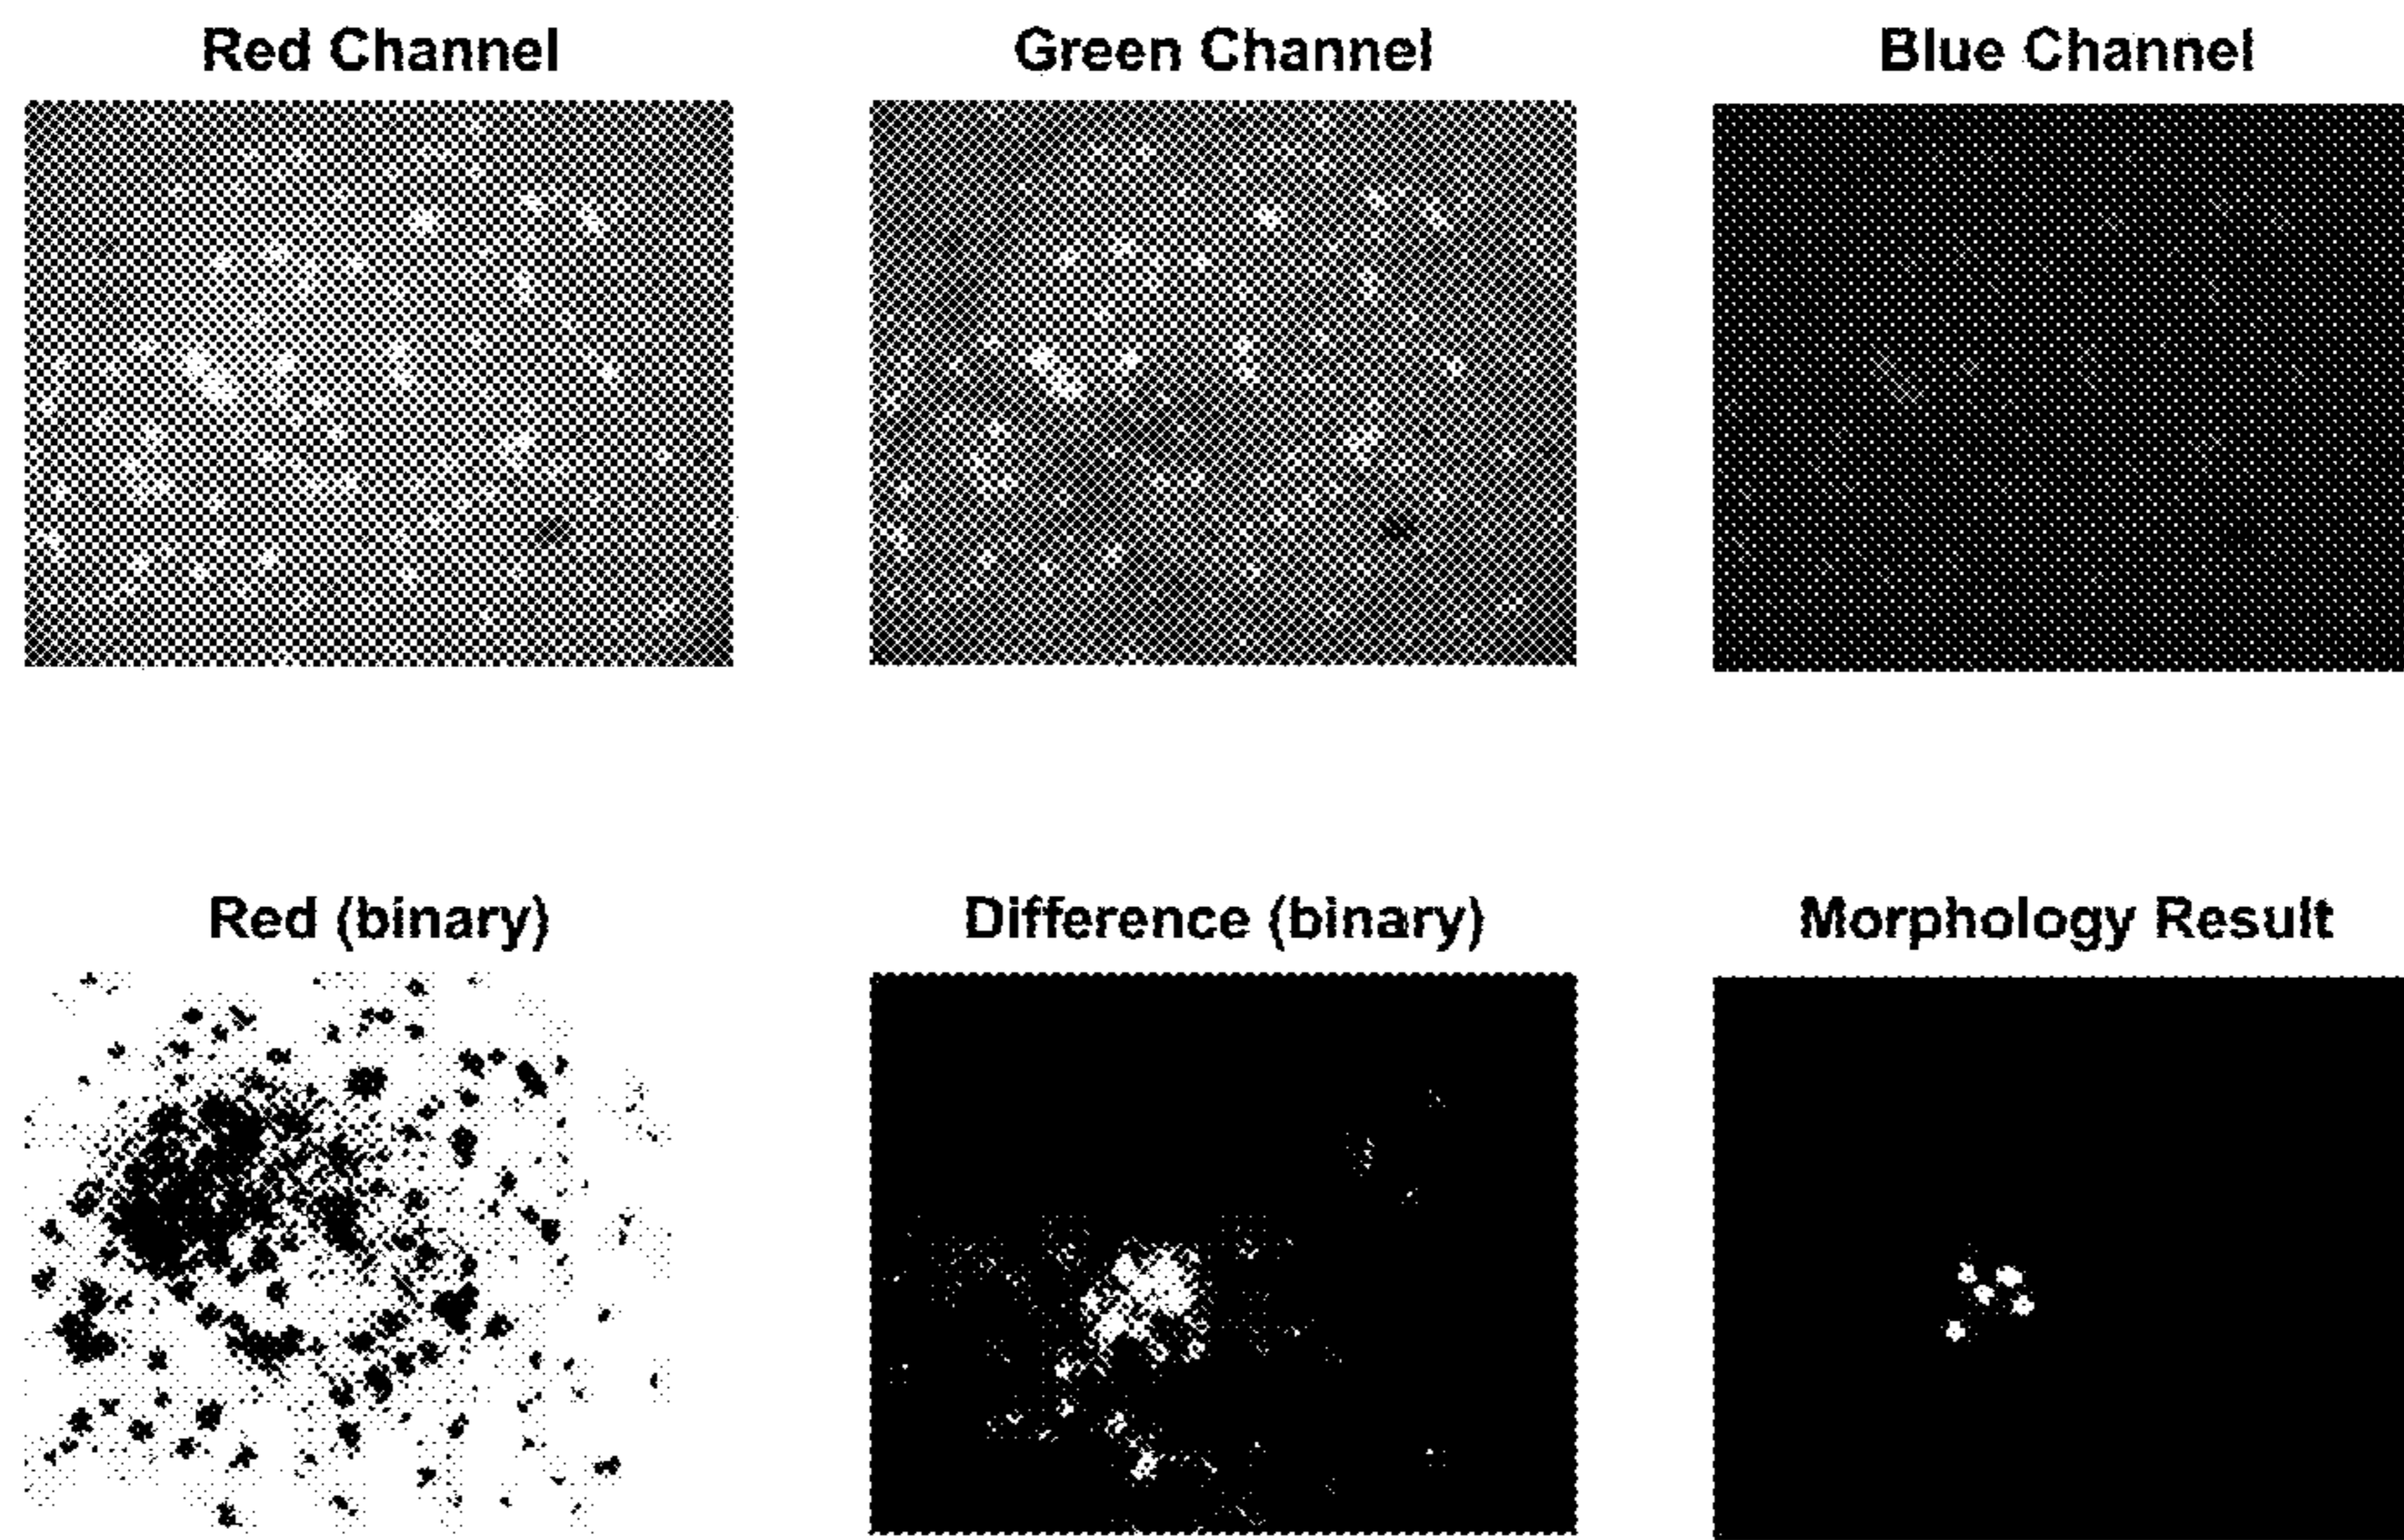 Red Channel
Green Channel
Blue Channel
Red (binary)
Difference (binary)
Morphology Result